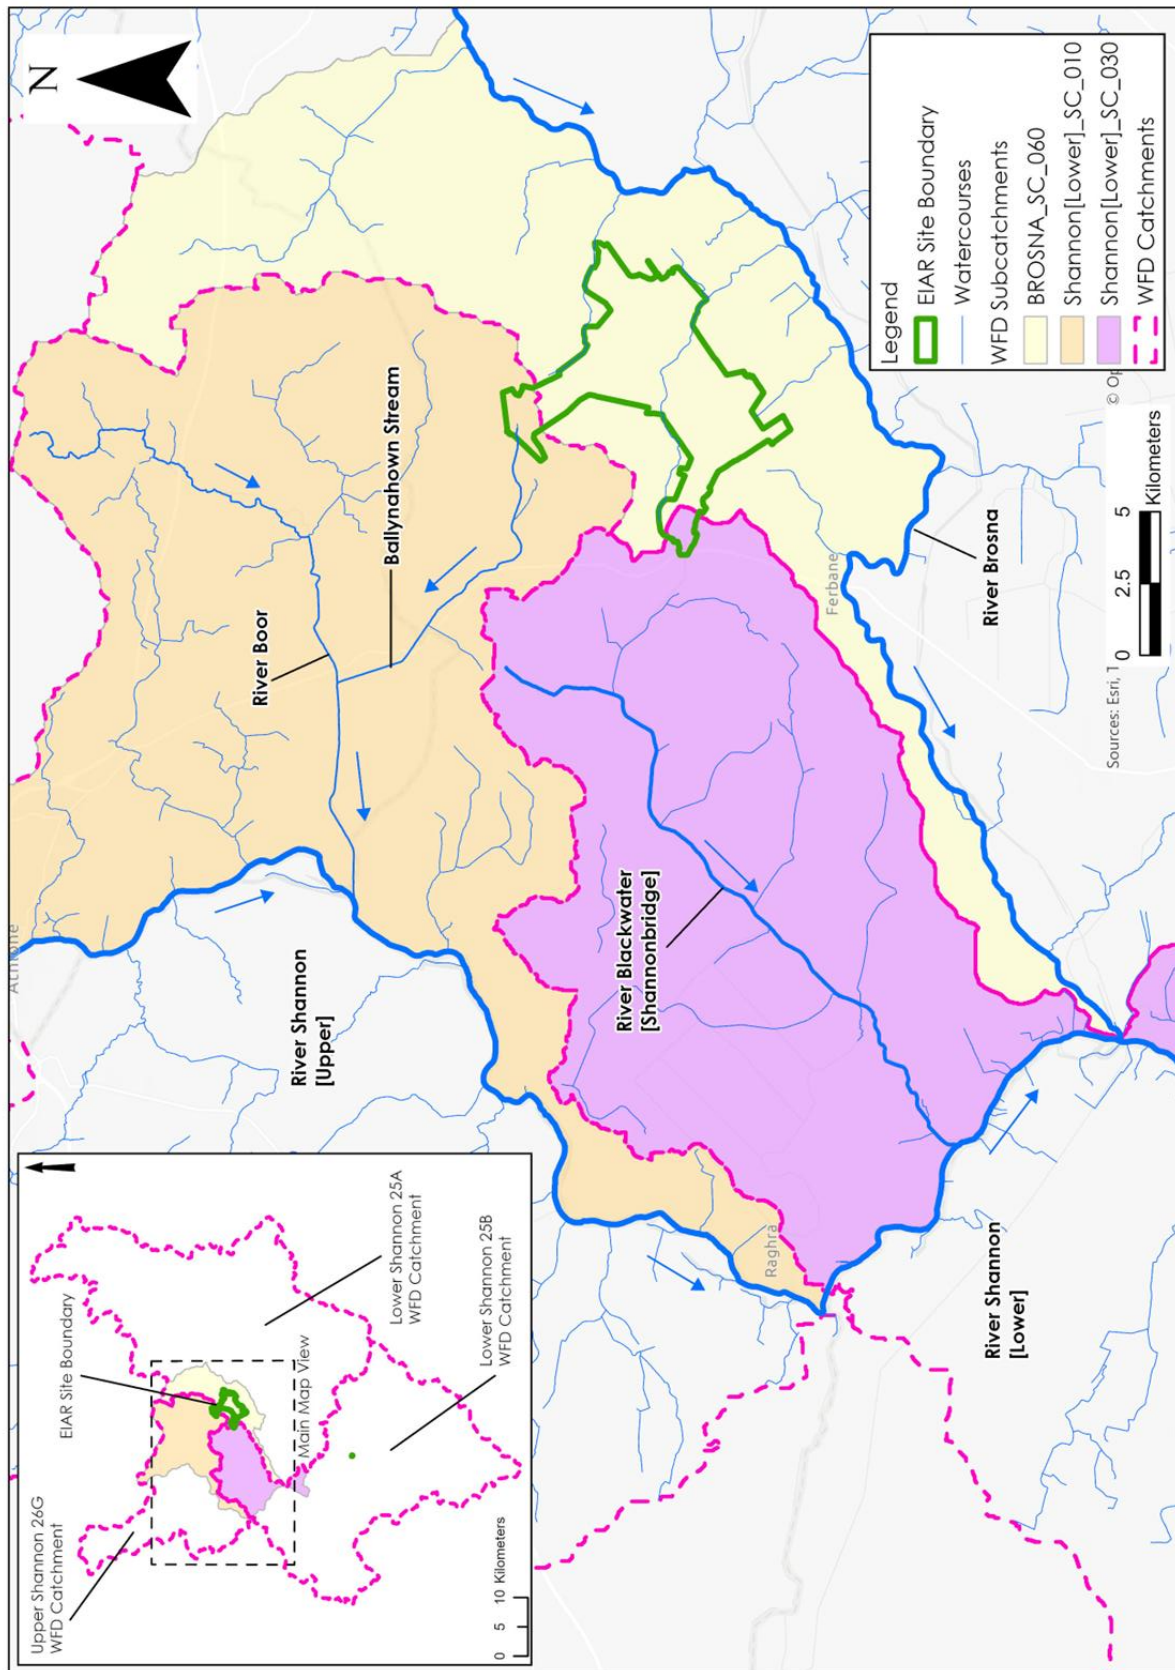 Upper Shannon 26G
WFD Catchment
EIAR Site Boundary
Lower Shannon 25A
WFD Catchment
Lower Shannon 25B
WFD Catchment
Main Map View
0 5 10 Kilometers
N
River Shannon
[Upper]
River Boor
Ballynahown Stream
River Blackwater
[Shannonbridge]
Raghra
Ferbane
River Shannon
[Lower]
River Brosna
Legend
EIAR Site Boundary
Watercourses
WFD Subcatchments
BROSNA_SC_060
Shannon[Lower]_SC_010
Shannon[Lower]_SC_030
WFD Catchments
0 2.5 5
Kilometers
Sources: Esri, T
© Op